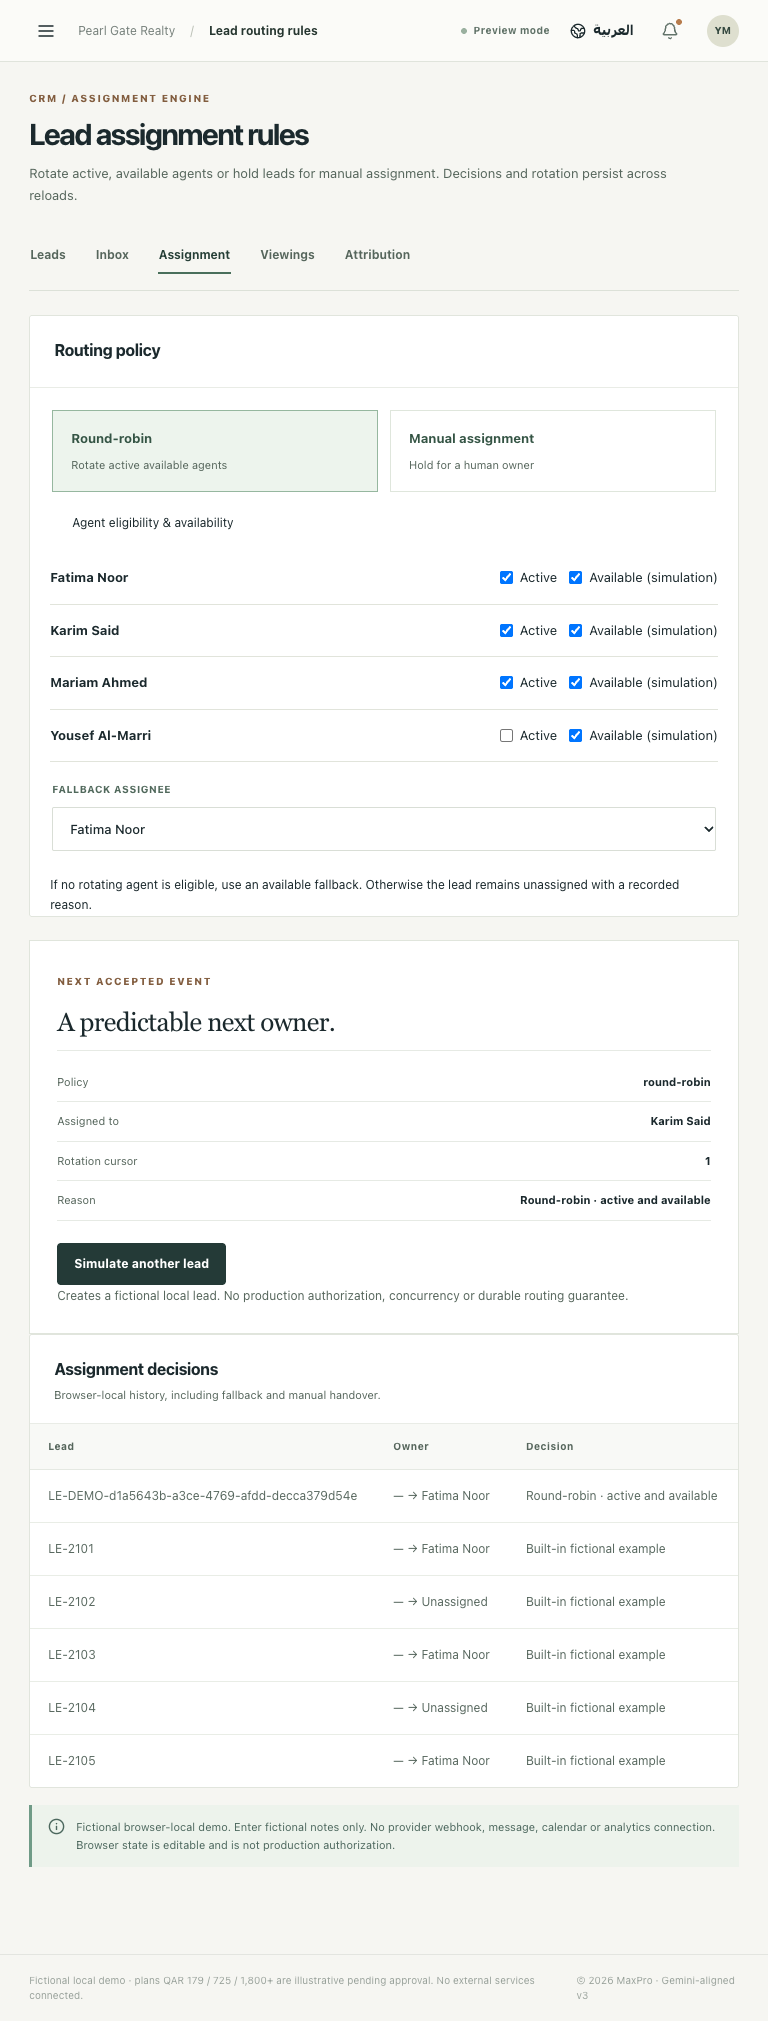 Pearl Gate Realty / Lead routing rules
Preview mode
العربية
YM
CRM / ASSIGNMENT ENGINE
Lead assignment rules
Rotate active, available agents or hold leads for manual assignment. Decisions and rotation persist across
reloads.
Leads Inbox Assignment Viewings Attribution
Routing policy
Round-robin
Rotate active available agents
Manual assignment
Hold for a human owner
Agent eligibility & availability
Fatima Noor Active Available (simulation)
Karim Said Active Available (simulation)
Mariam Ahmed Active Available (simulation)
Yousef Al-Marri Active Available (simulation)
FALLBACK ASSIGNEE
Fatima Noor
If no rotating agent is eligible, use an available fallback. Otherwise the lead remains unassigned with a recorded
reason.
NEXT ACCEPTED EVENT
A predictable next owner.
Policy round-robin
Assigned to Karim Said
Rotation cursor 1
Reason Round-robin · active and available
Simulate another lead
Creates a fictional local lead. No production authorization, concurrency or durable routing guarantee.
Assignment decisions
Browser-local history, including fallback and manual handover.
Lead Owner Decision
LE-DEMO-d1a5643b-a3ce-4769-afdd-decca379d54e — → Fatima Noor Round-robin · active and available
LE-2101 — → Fatima Noor Built-in fictional example
LE-2102 — → Unassigned Built-in fictional example
LE-2103 — → Fatima Noor Built-in fictional example
LE-2104 — → Unassigned Built-in fictional example
LE-2105 — → Fatima Noor Built-in fictional example
Fictional browser-local demo. Enter fictional notes only. No provider webhook, message, calendar or analytics connection.
Browser state is editable and is not production authorization.
Fictional local demo · plans QAR 179 / 725 / 1,800+ are illustrative pending approval. No external services
connected.
© 2026 MaxPro · Gemini-aligned
v3